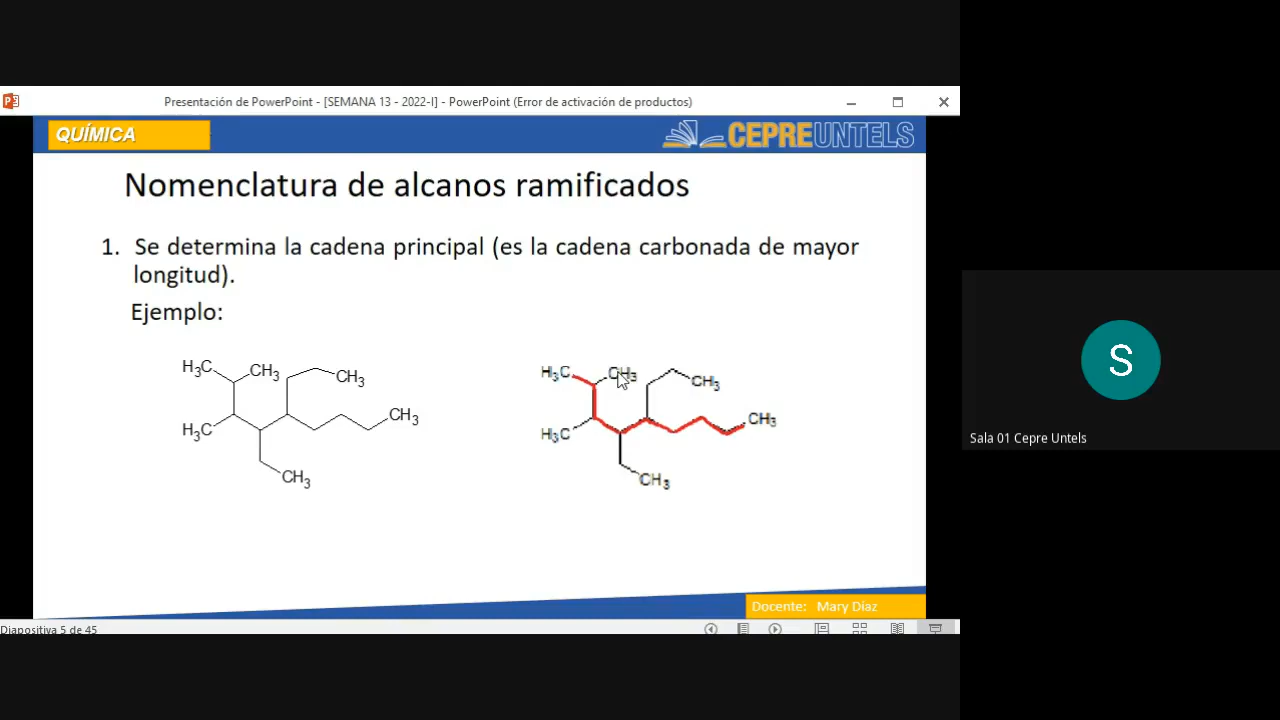 Presentación de PowerPoint - [SEMANA 13 - 2022-I] - PowerPoint (Error de activación de productos)
QUÍMICA
CEPREUNTELS
Nomenclatura de alcanos ramificados
1. Se determina la cadena principal (es la cadena carbonada de mayor
longitud).
Ejemplo:
H3C CH3 CH3
H3C CH3
CH3
H3C CH3 CH3
H3C CH3
CH3
S
Sala 01 Cepre Untels
Docente: Mary Diaz
Diapositiva 5 de 45